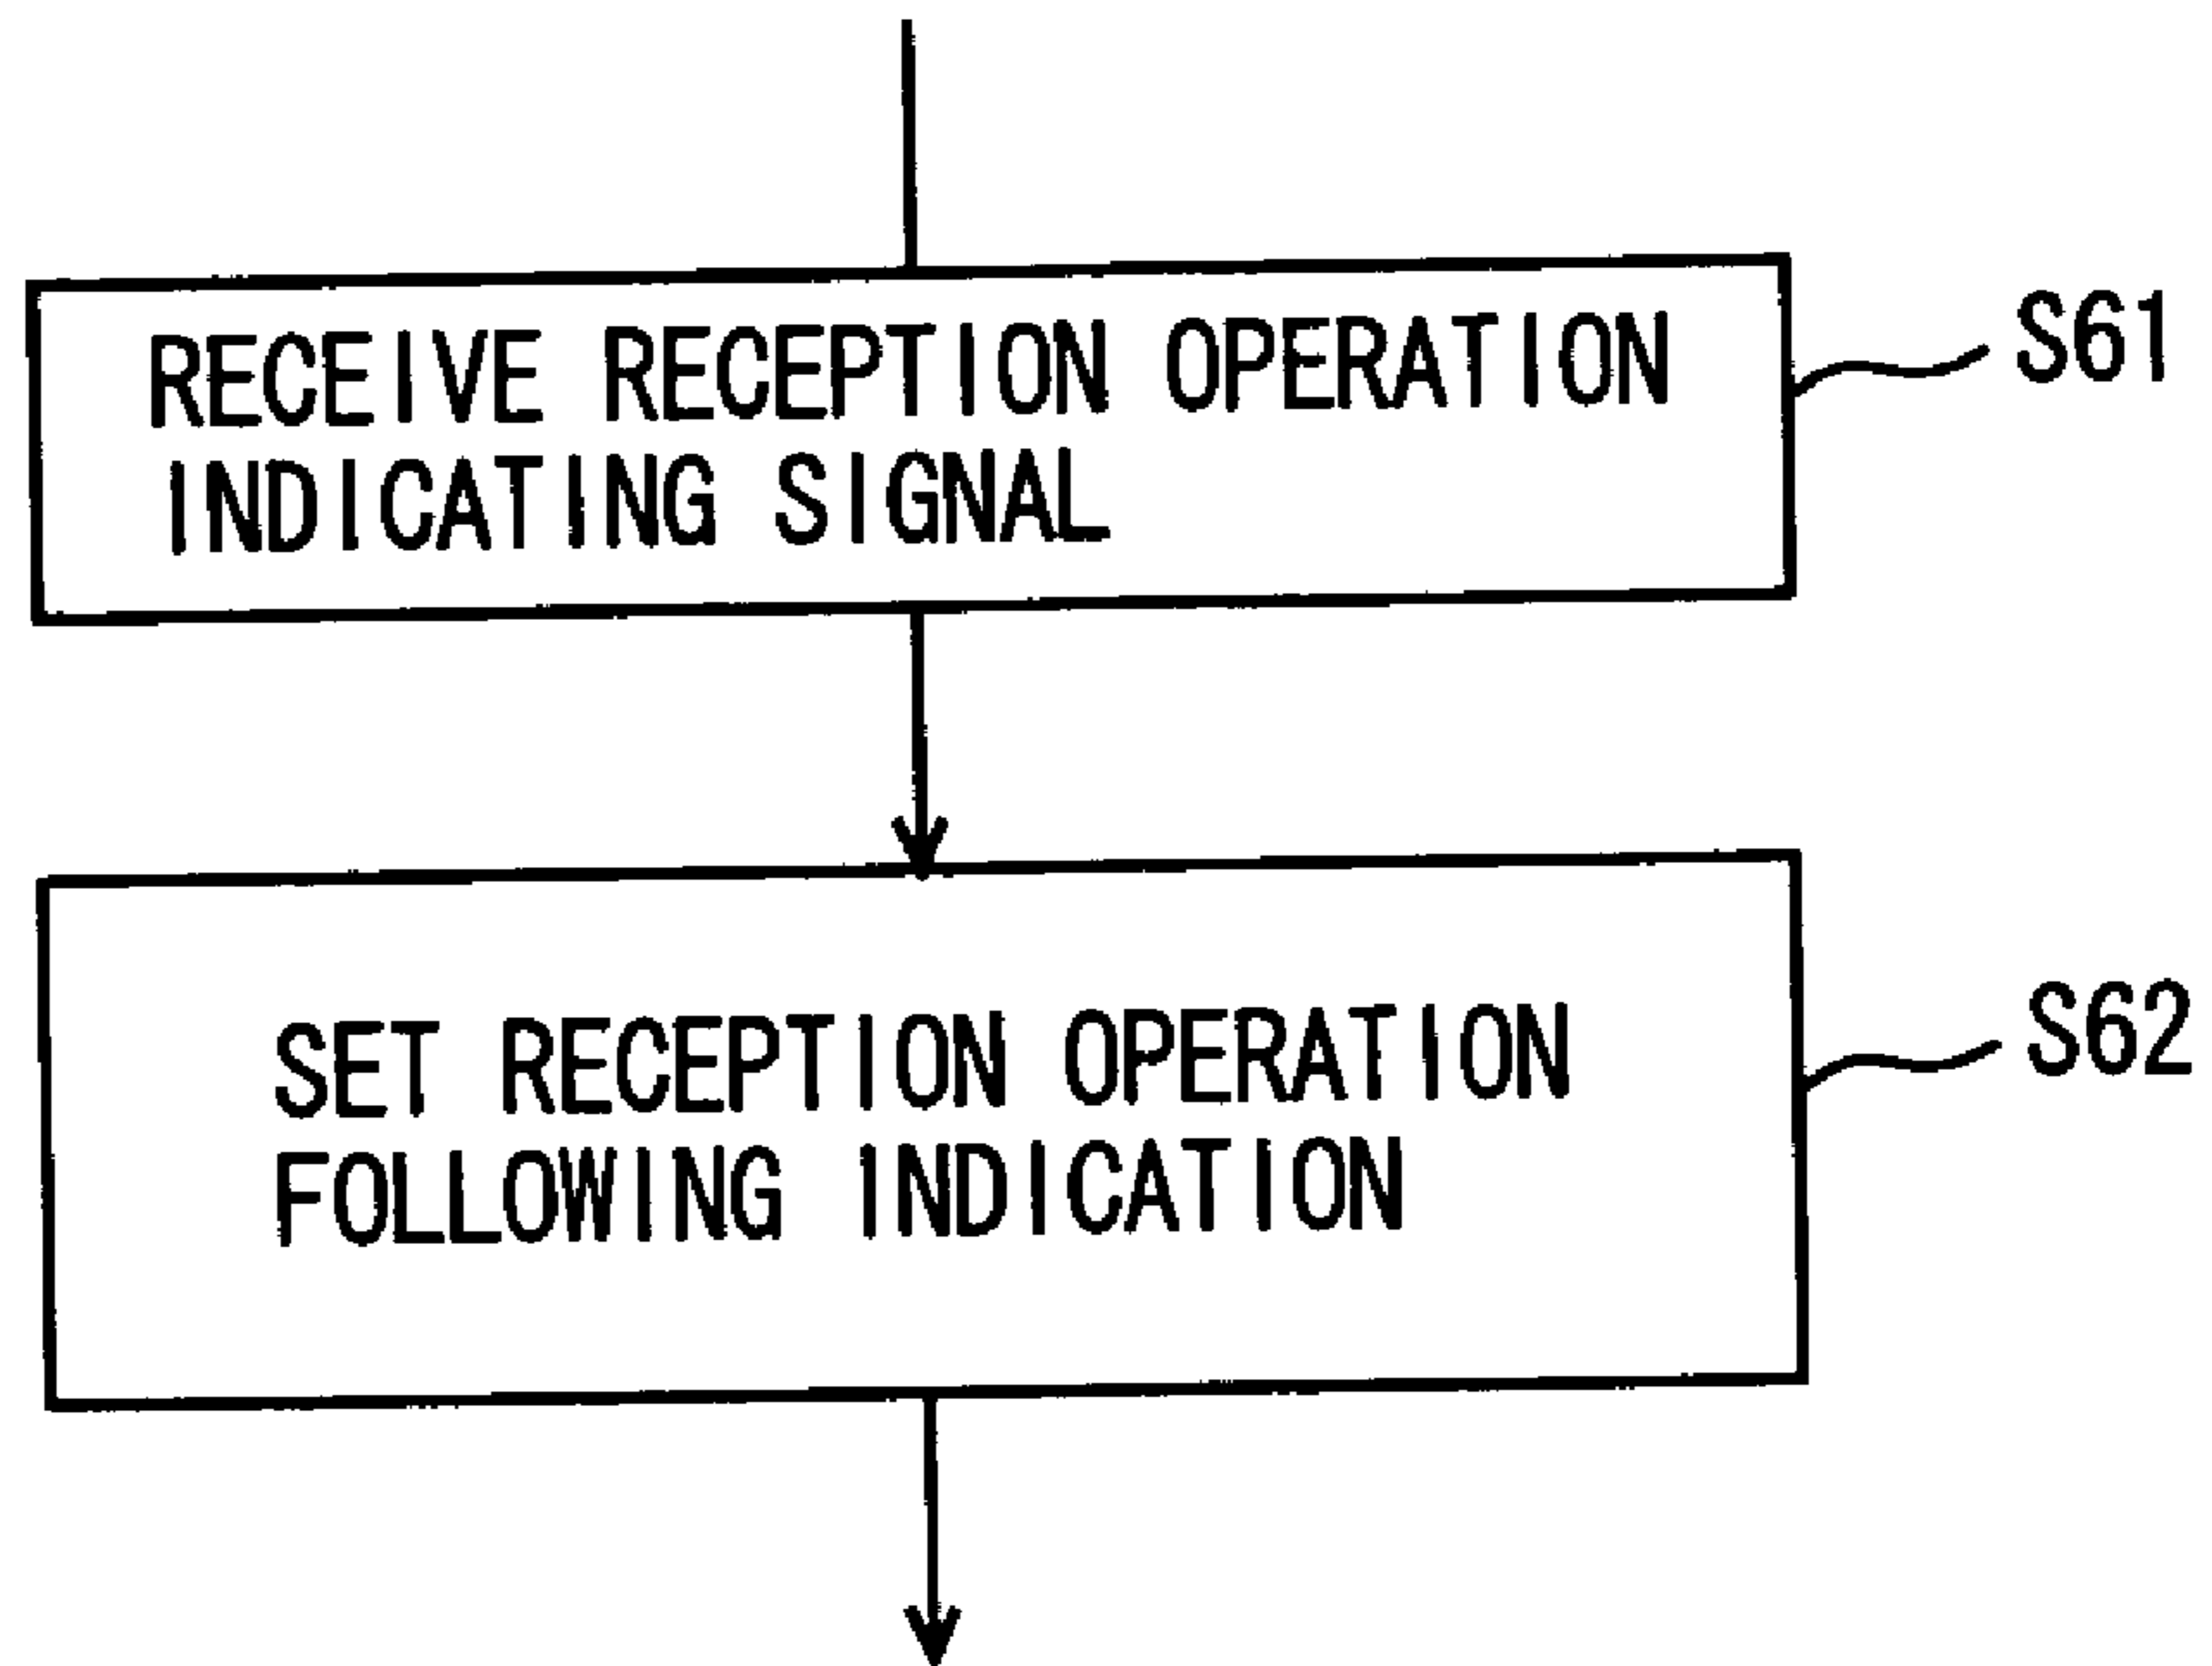 RECEIVE RECEPTION OPERATION
INDICATING SIGNAL
S61
SET RECEPTION OPERATION
FOLLOWING INDICATION
S62